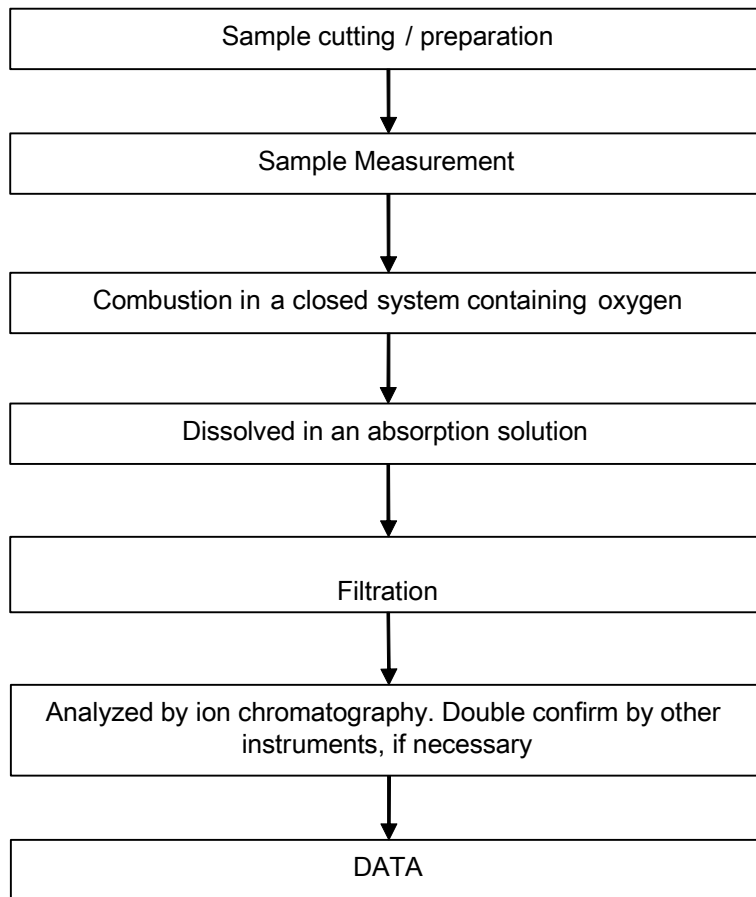 Sample cutting / preparation
Sample Measurement
Combustion in a closed system containing oxygen
Dissolved in an absorption solution
Filtration
Analyzed by ion chromatography. Double confirm by other
instruments, if necessary
DATA